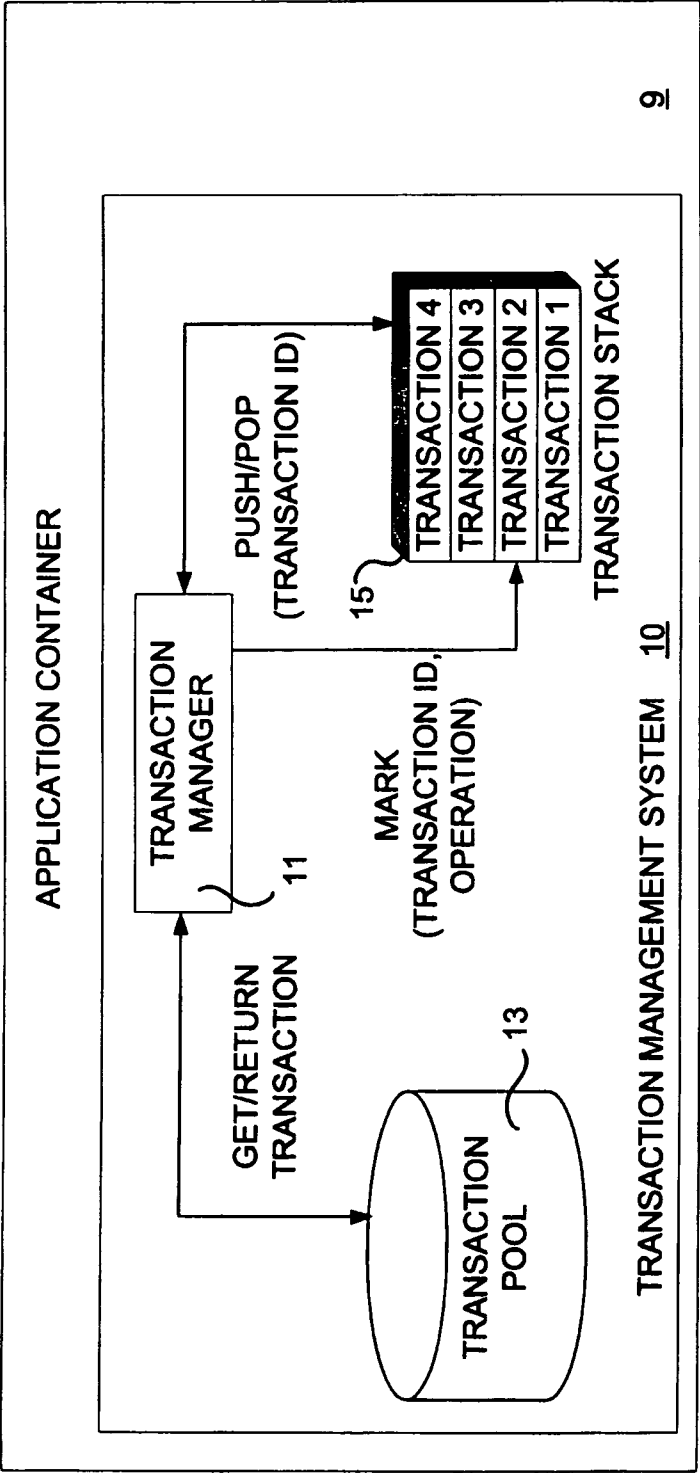 APPLICATION CONTAINER
TRANSACTION
MANAGER
11
GET/RETURN
TRANSACTION
PUSH/POP
(TRANSACTION ID)
MARK
(TRANSACTION ID,
OPERATION)
TRANSACTION
POOL
13
15
TRANSACTION 4
TRANSACTION 3
TRANSACTION 2
TRANSACTION 1
TRANSACTION STACK
TRANSACTION MANAGEMENT SYSTEM 10
9